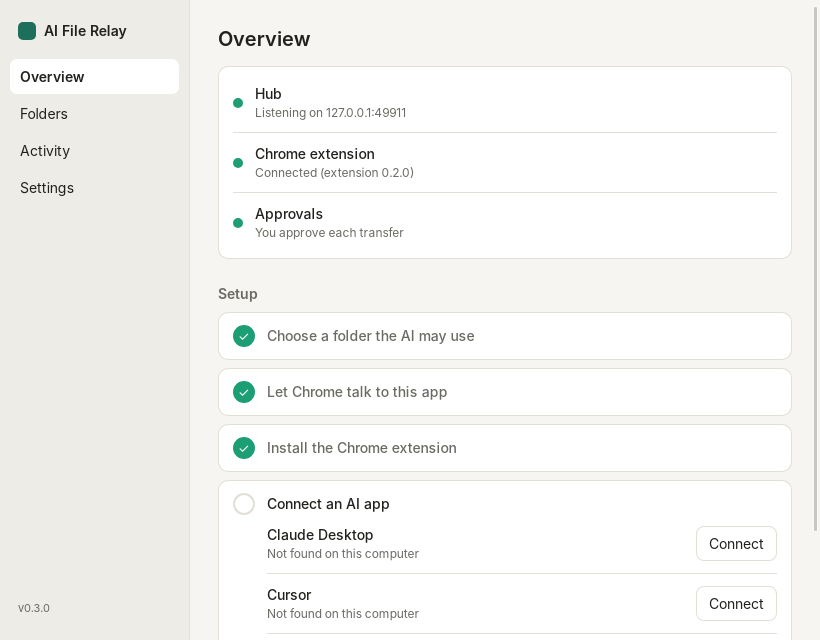 AI File Relay
Overview
Folders
Activity
Settings
v0.3.0
Overview
Hub
Listening on 127.0.0.1:49911
Chrome extension
Connected (extension 0.2.0)
Approvals
You approve each transfer
Setup
Choose a folder the AI may use
Let Chrome talk to this app
Install the Chrome extension
Connect an AI app
Claude Desktop
Not found on this computer
Connect
Cursor
Not found on this computer
Connect